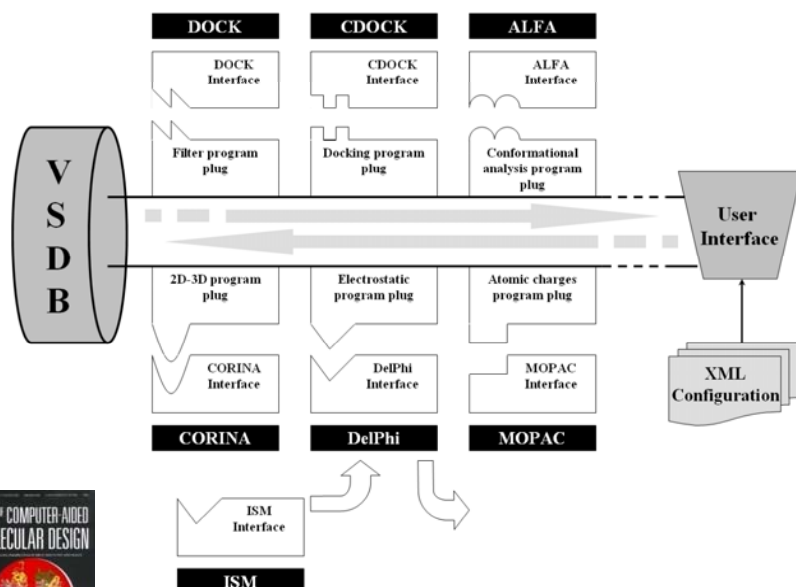 DOCK
CDOCK
ALFA
DOCK
Interface
CDOCK
Interface
ALFA
Interface
Filter program
plug
Docking program
plug
Conformational
analysis program
plug
V
S
D
B
User
Interface
2D-3D program
plug
Electrostatic
program plug
Atomic charges
program plug
CORINA
Interface
DelPhi
Interface
MOPAC
Interface
XML
Configuration
CORINA
DelPhi
MOPAC
ISM
Interface
ISM
COMPUTER-AIDED
DESIGN